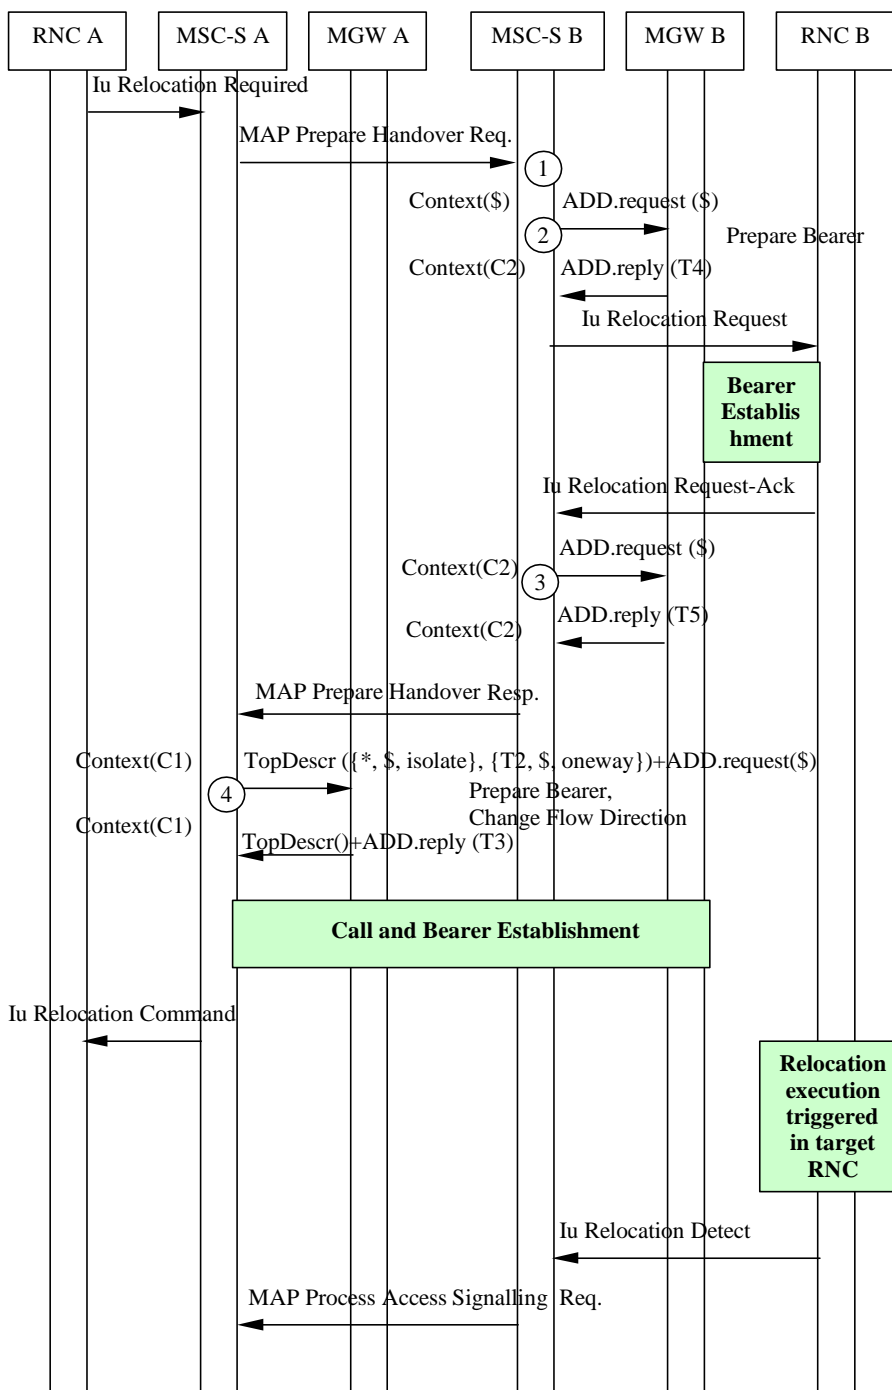 RNC A
MSC-S A
MGW A
MSC-S B
MGW B
RNC B
Iu Relocation Required
MAP Prepare Handover Req.
1
Context($)
ADD.request ($)
2
Prepare Bearer
Context(C2)
ADD.reply (T4)
Iu Relocation Request
Bearer
Establis
hment
Iu Relocation Request-Ack
ADD.request ($)
Context(C2)
3
ADD.reply (T5)
Context(C2)
MAP Prepare Handover Resp.
Context(C1)
TopDescr ({*, $, isolate}, {T2, $, oneway})+ADD.request($)
4
Prepare Bearer,
Change Flow Direction
Context(C1)
TopDescr()+ADD.reply (T3)
Call and Bearer Establishment
Iu Relocation Command
Relocation
execution
triggered
in target
RNC
Iu Relocation Detect
MAP Process Access Signalling Req.